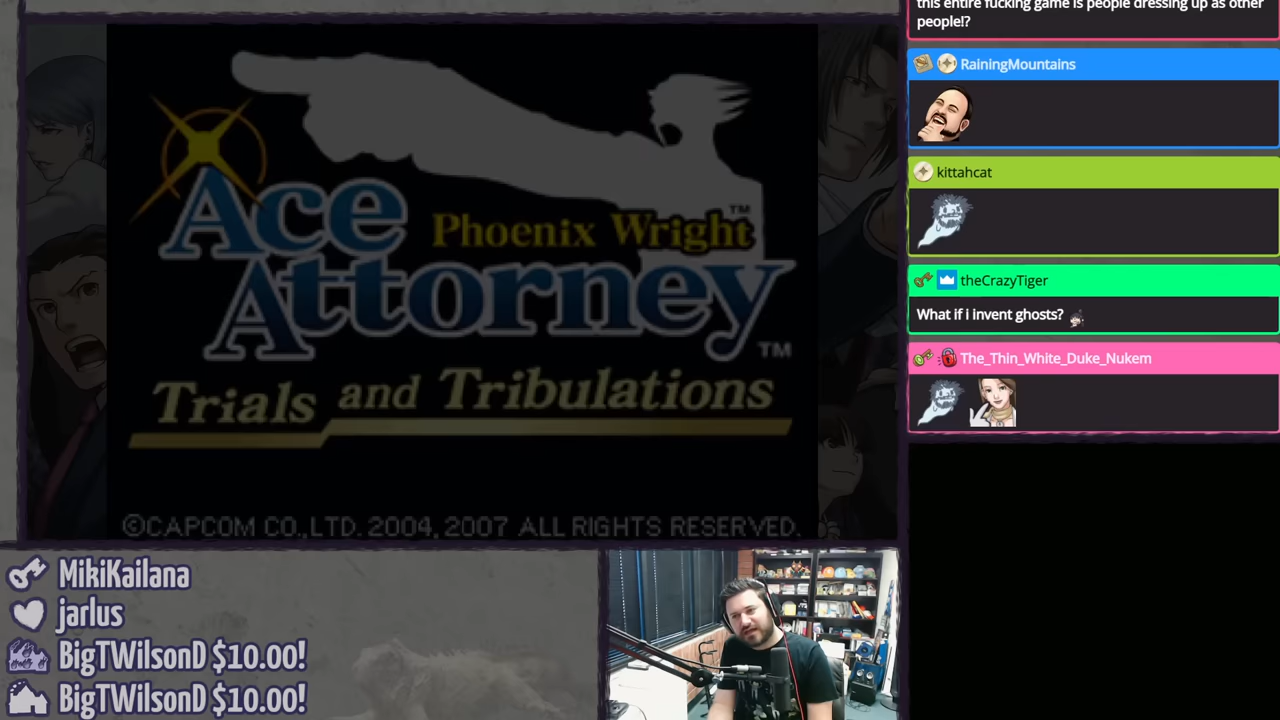 this entire fucking game is people dressing up as other
people!?
RainingMountains
kittahcat
theCrazyTiger
What if i invent ghosts?
The_Thin_White_Duke_Nukem
Ace
Phoenix Wright™
Attorney™
Trials and Tribulations
©CAPCOM CO.,LTD. 2004, 2007 ALL RIGHTS RESERVED.
MikiKailana
jarlus
BigTWilsonD $10.00!
BigTWilsonD $10.00!